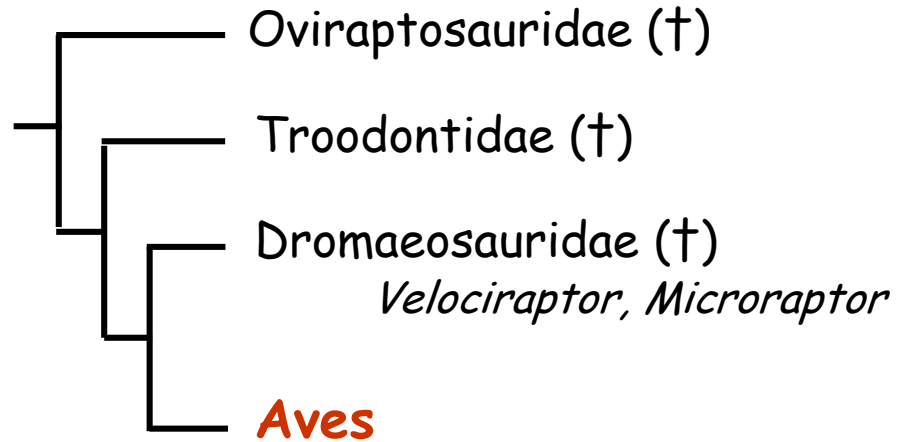 Oviraptosauridae (†)
Troodontidae (†)
Dromaeosauridae (†)
Velociraptor, Microraptor
Aves